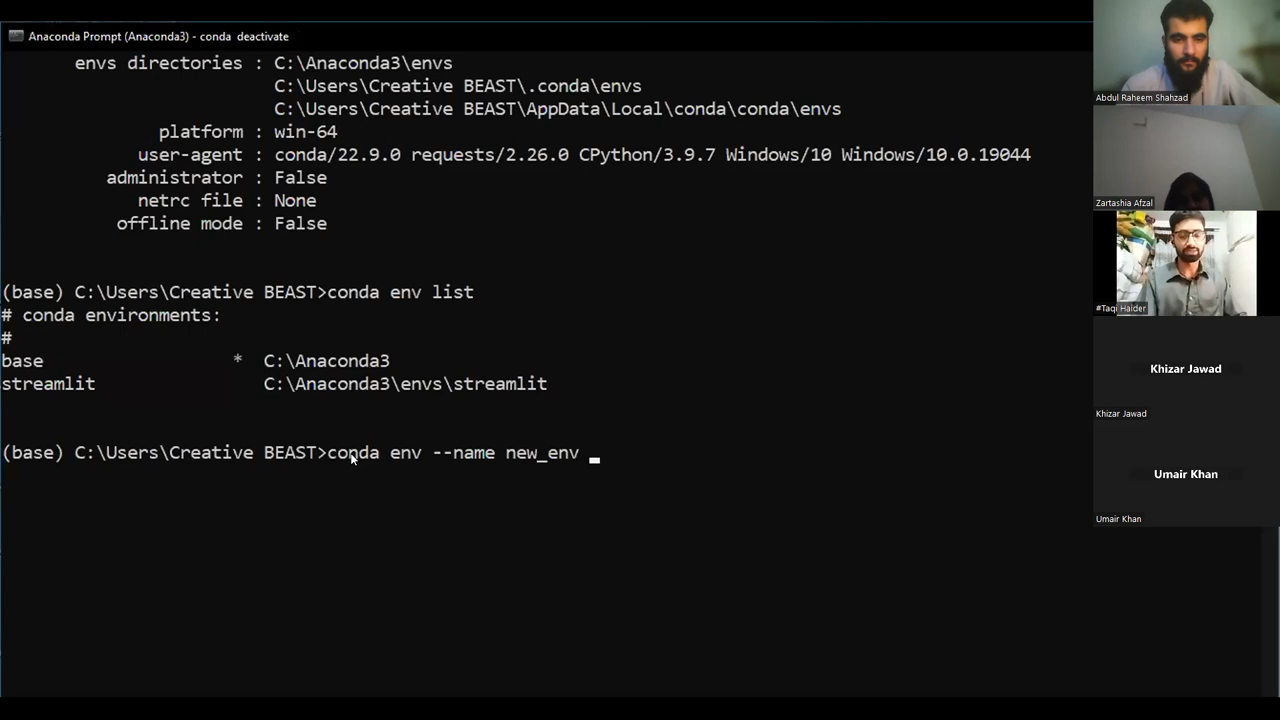 Anaconda Prompt (Anaconda3) - conda  deactivate
envs directories : C:\Anaconda3\envs
C:\Users\Creative BEAST\.conda\envs
C:\Users\Creative BEAST\AppData\Local\conda\conda\envs
platform : win-64
user-agent : conda/22.9.0 requests/2.26.0 CPython/3.9.7 Windows/10 Windows/10.0.19044
administrator : False
netrc file : None
offline mode : False
(base) C:\Users\Creative BEAST>conda env list
# conda environments:
#
base                  *  C:\Anaconda3
streamlit                C:\Anaconda3\envs\streamlit
(base) C:\Users\Creative BEAST>conda env --name new_env
Abdul Raheem Shahzad
Zartashia Afzal
#Taqi Haider
Khizar Jawad
Khizar Jawad
Umair Khan
Umair Khan